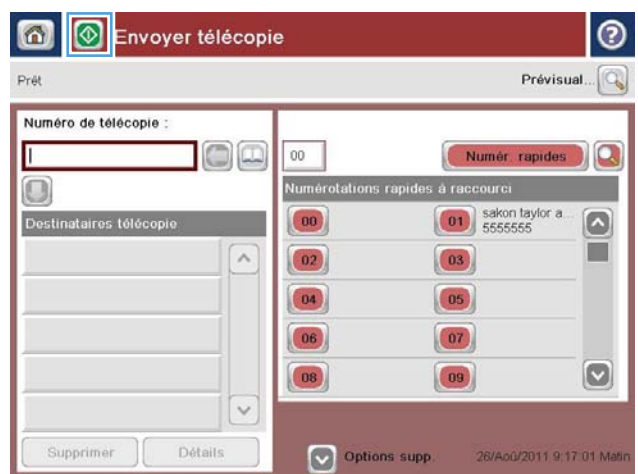 Envoyer télécopie
Prêt
Prévisual...
Numéro de télécopie :
00
Numér. rapides
Numérotations rapides à raccourci
Destinataires télécopie
00
01
sakon taylor a...
5555555
02
03
04
05
06
07
08
09
Supprimer
Détails
Options supp.
26/Aoû/2011 9:17:01 Matin